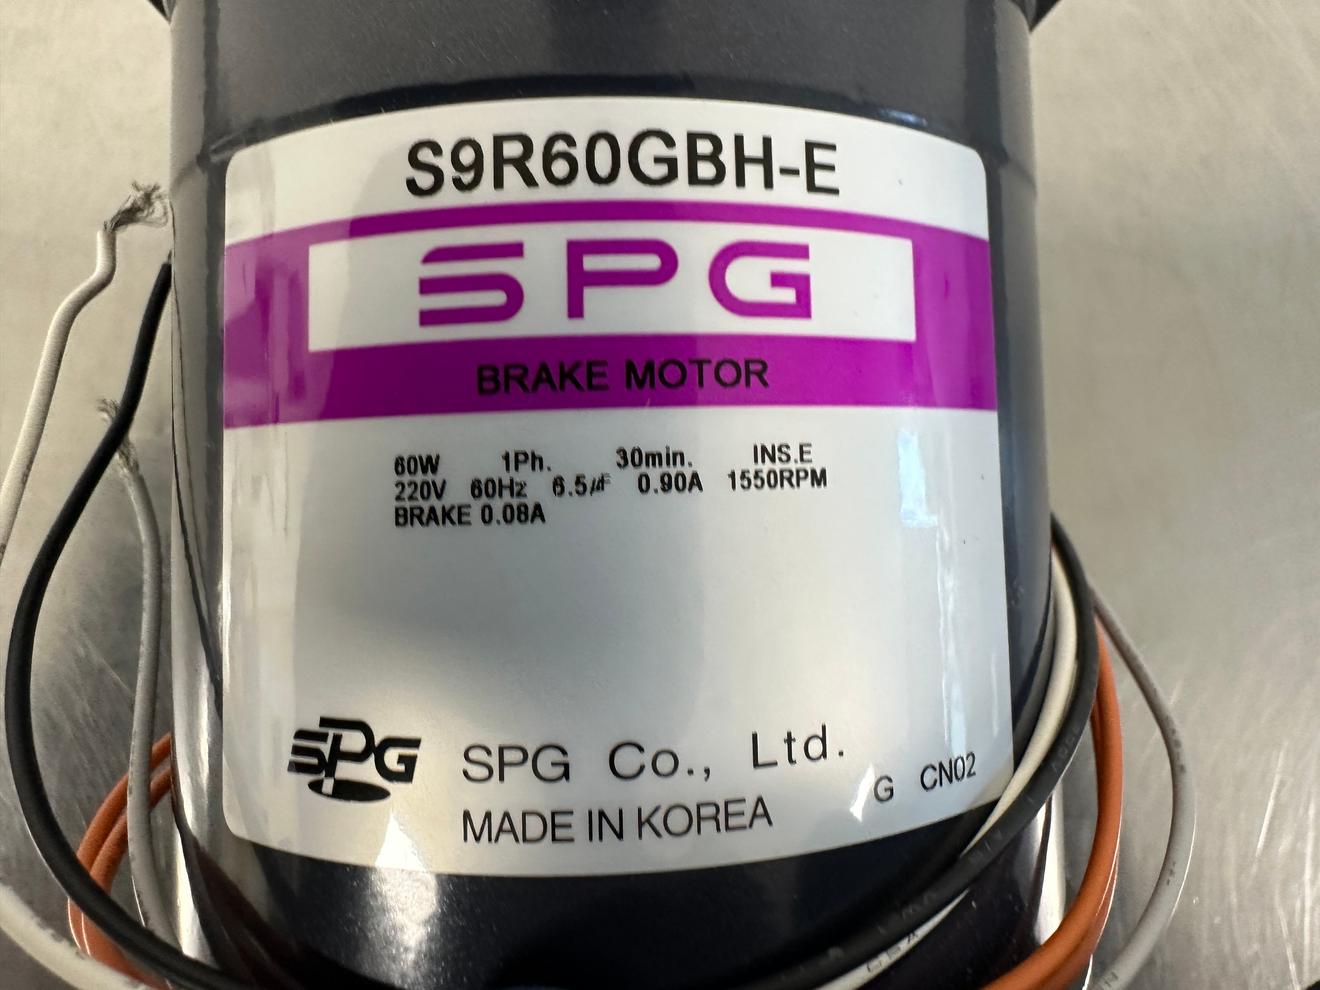 S9R60GBH-E
SPG
BRAKE MOTOR
60W 1Ph. 30min. INS.E
220V 60Hz 6.5㎌ 0.90A 1550RPM
BRAKE 0.08A
SPG SPG Co., Ltd.
MADE IN KOREA
G CN02